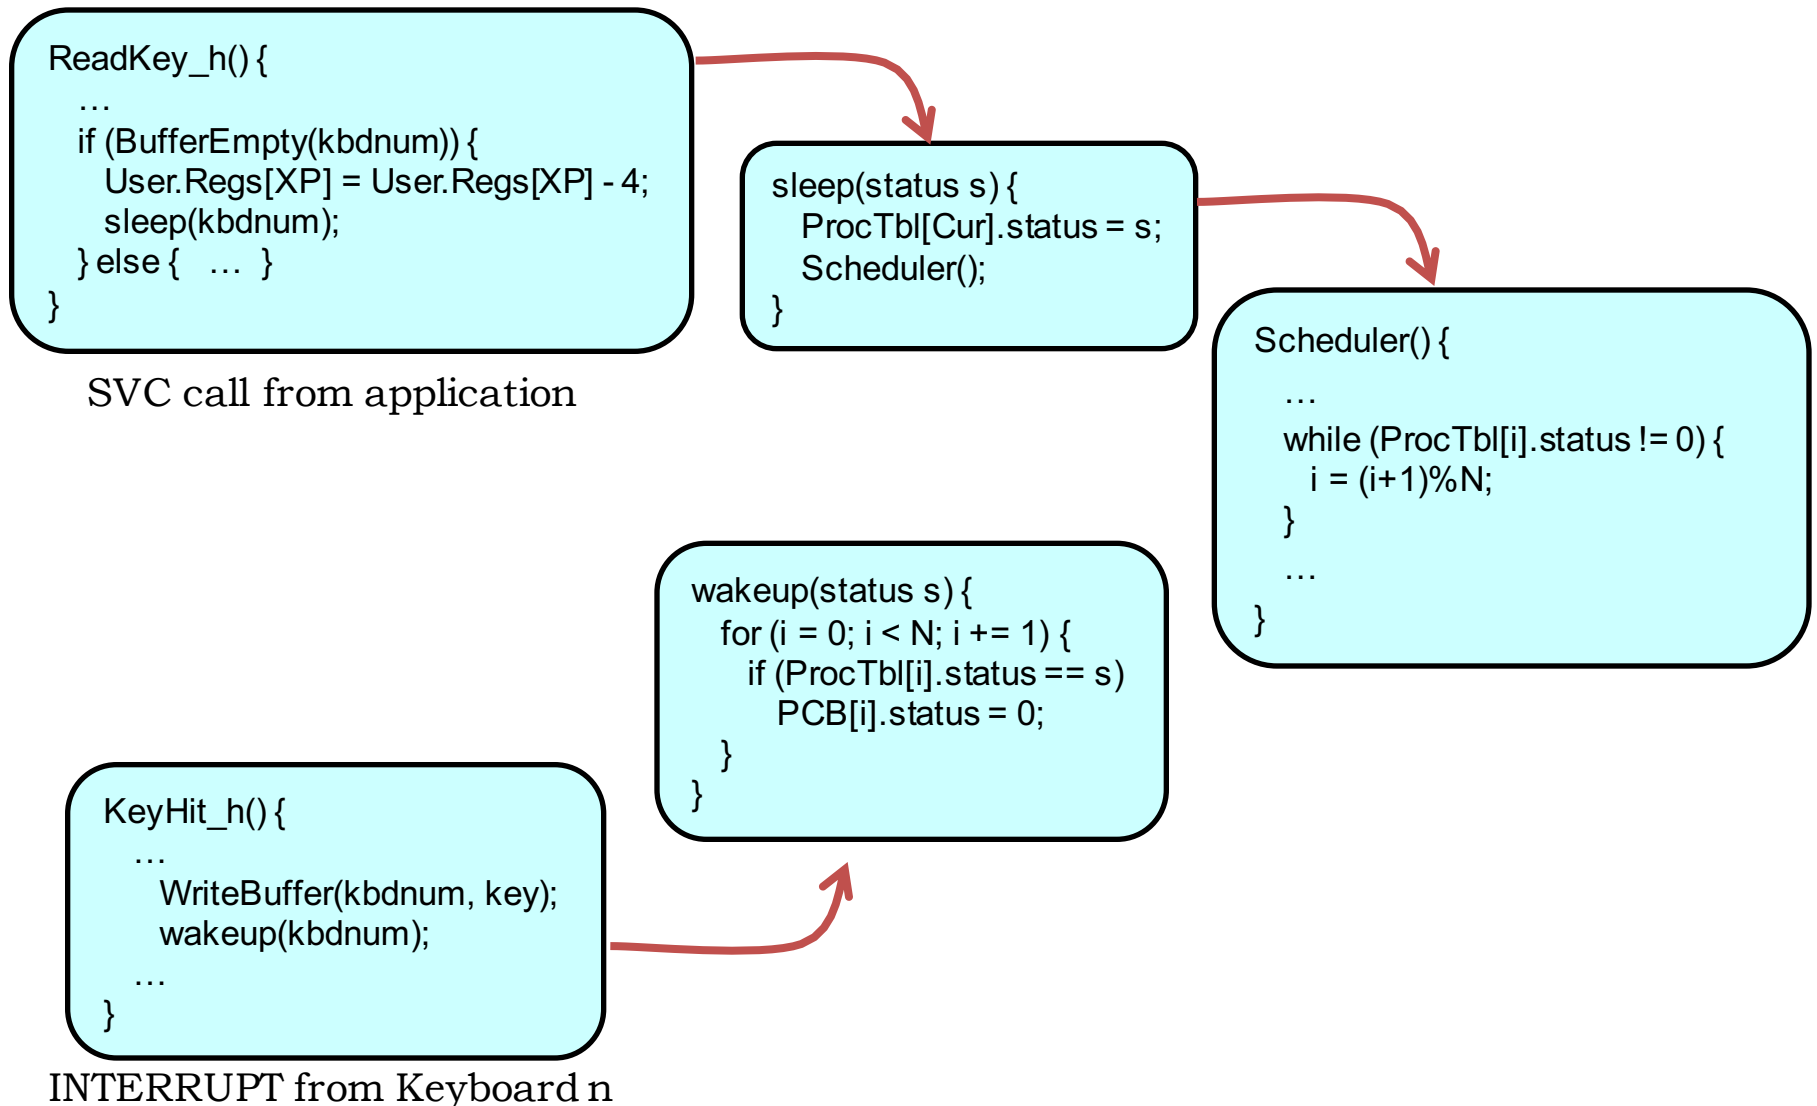 ReadKey_h() {
…
if (BufferEmpty(kbdnum)) {
User.Regs[XP] = User.Regs[XP] - 4;
sleep(kbdnum);
} else { … }
}
SVC call from application
sleep(status s) {
ProcTbl[Cur].status = s;
Scheduler();
}
Scheduler() {
…
while (ProcTbl[i].status != 0) {
i = (i+1)%N;
}
…
}
wakeup(status s) {
for (i = 0; i < N; i += 1) {
if (ProcTbl[i].status == s)
PCB[i].status = 0;
}
}
KeyHit_h() {
…
WriteBuffer(kbdnum, key);
wakeup(kbdnum);
…
}
INTERRUPT from Keyboard n